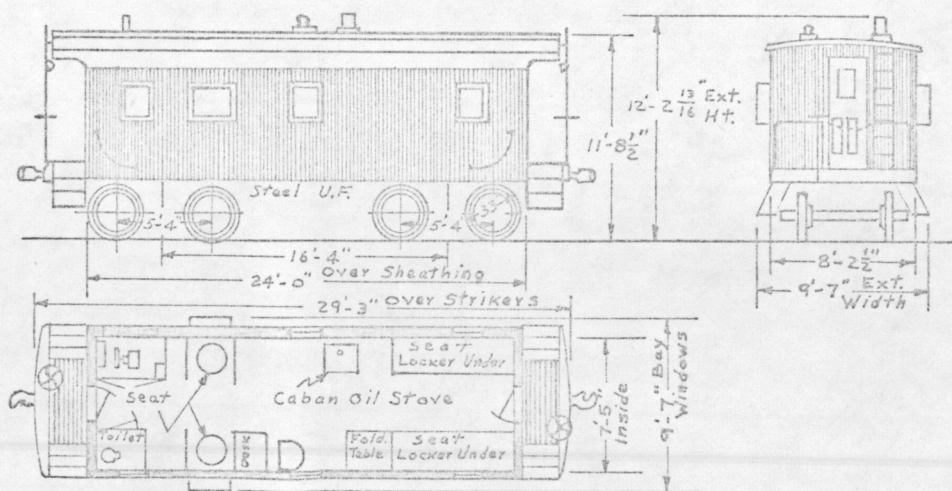 12'-2 13/16" Ext.
Ht.
11'-8 1/2"
Steel U.F.
5'-4"
5'-4"
33"
16'-4"
24'-0" Over Sheathing
29'-3" Over Strikers
8'-2 1/2"
9'-7" Ext.
Width
Seat
Locker Under
Seat
Caban Oil Stove
Toilet
Desk
Fold.
Table
Seat
Locker Under
7'-5"
Inside
9'-7" Bay
Windows